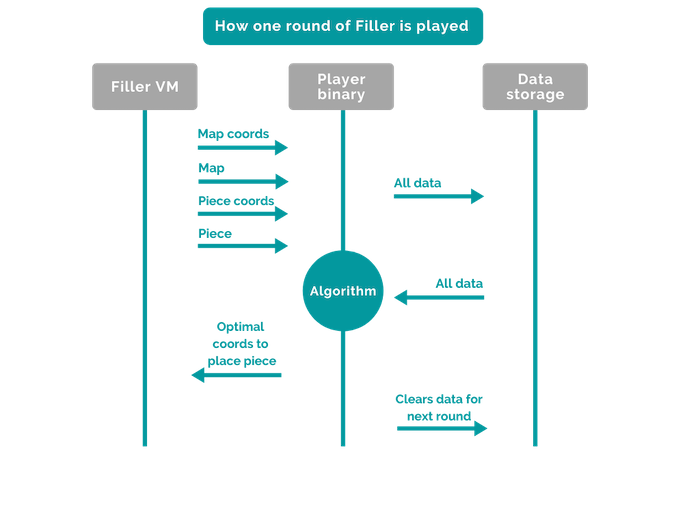 How one round of Filler is played
Filler VM
Player
binary
Data
storage
Map coords
Map
All data
Piece coords
Piece
All data
Algorithm
Optimal
coords to
place piece
Clears data for
next round